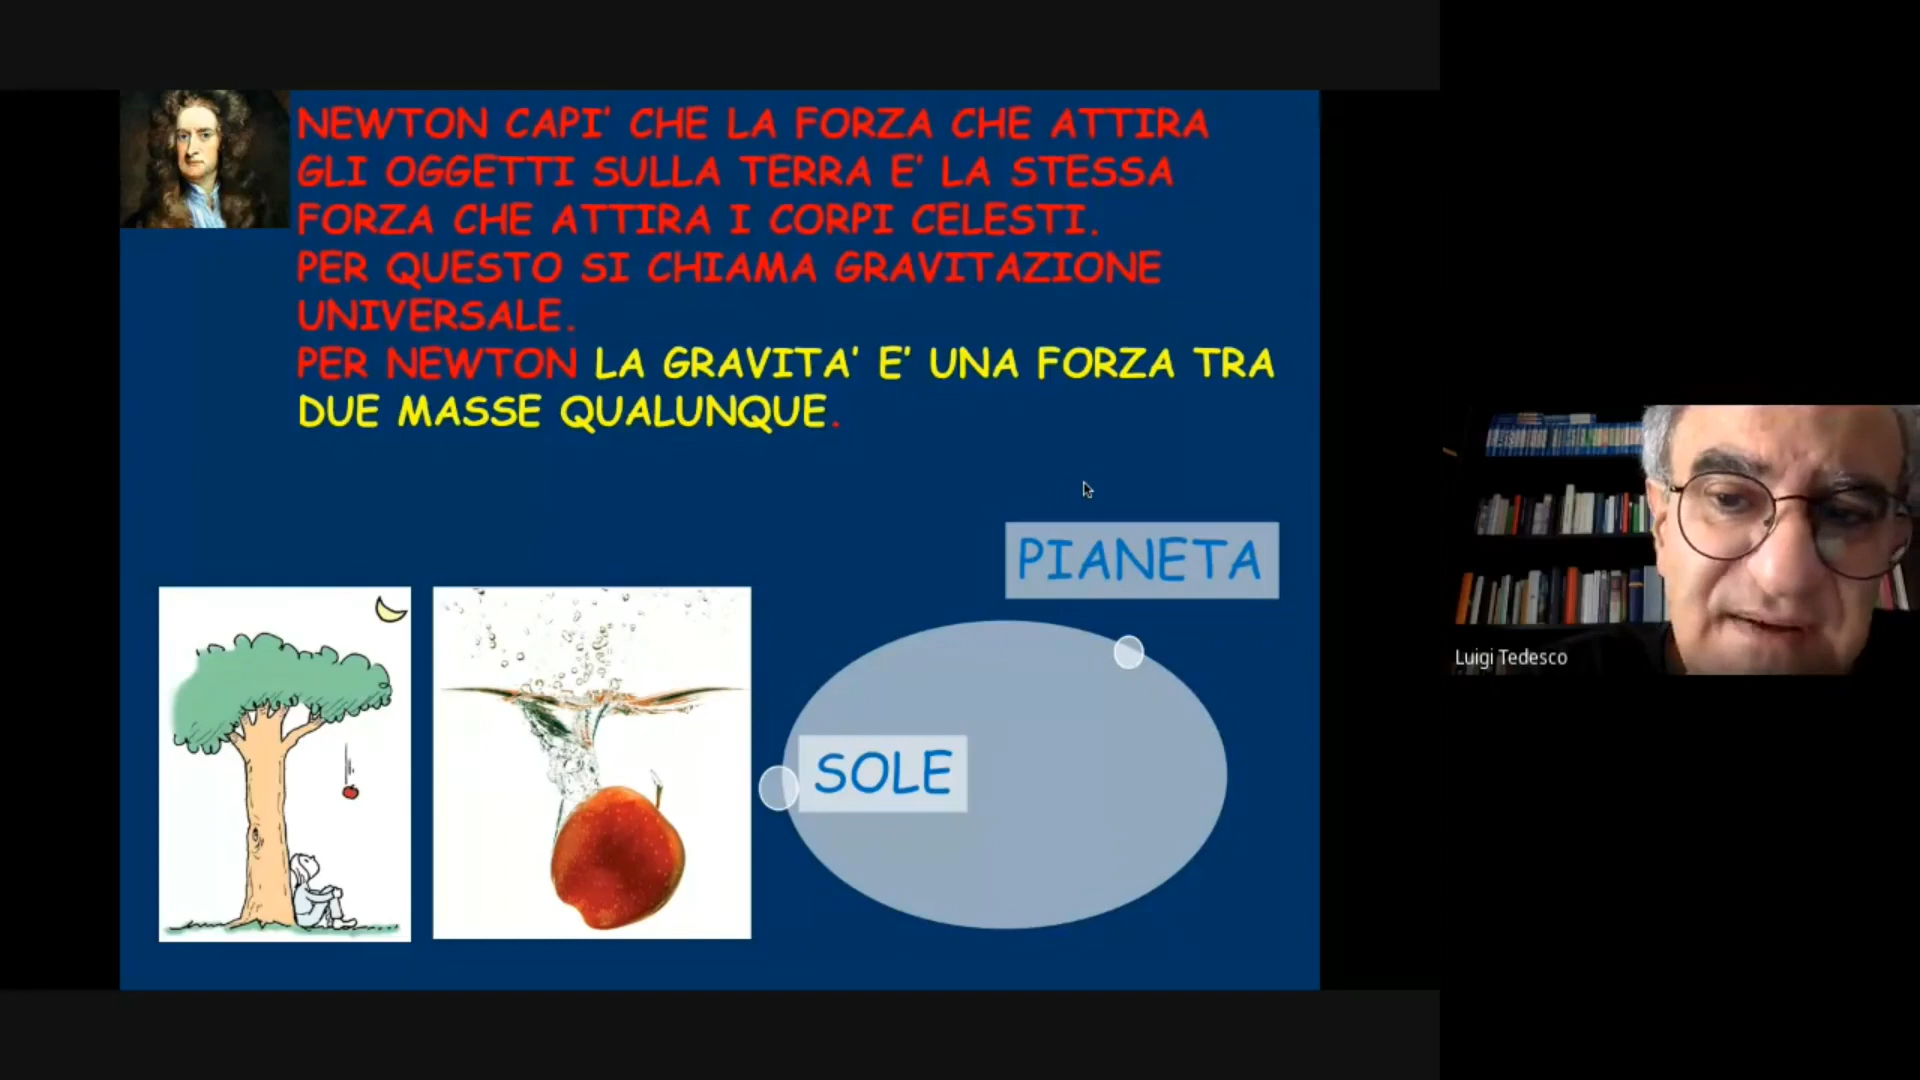 NEWTON CAPI' CHE LA FORZA CHE ATTIRA
GLI OGGETTI SULLA TERRA E' LA STESSA
FORZA CHE ATTIRA I CORPI CELESTI.
PER QUESTO SI CHIAMA GRAVITAZIONE
UNIVERSALE.
PER NEWTON LA GRAVITA' E' UNA FORZA TRA
DUE MASSE QUALUNQUE.
PIANETA
SOLE
Luigi Tedesco